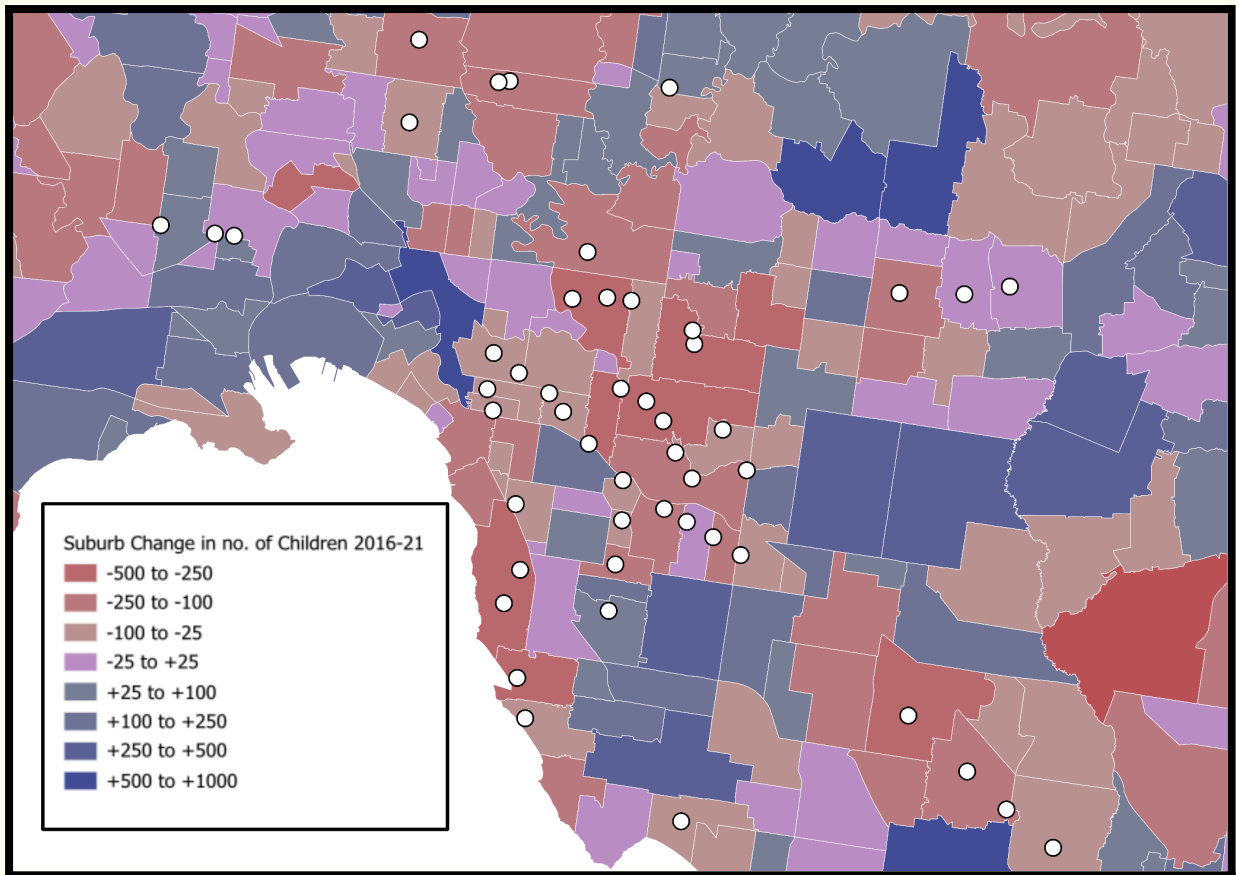 Suburb Change in no. of Children 2016-21
-500 to -250
-250 to -100
-100 to -25
-25 to +25
+25 to +100
+100 to +250
+250 to +500
+500 to +1000